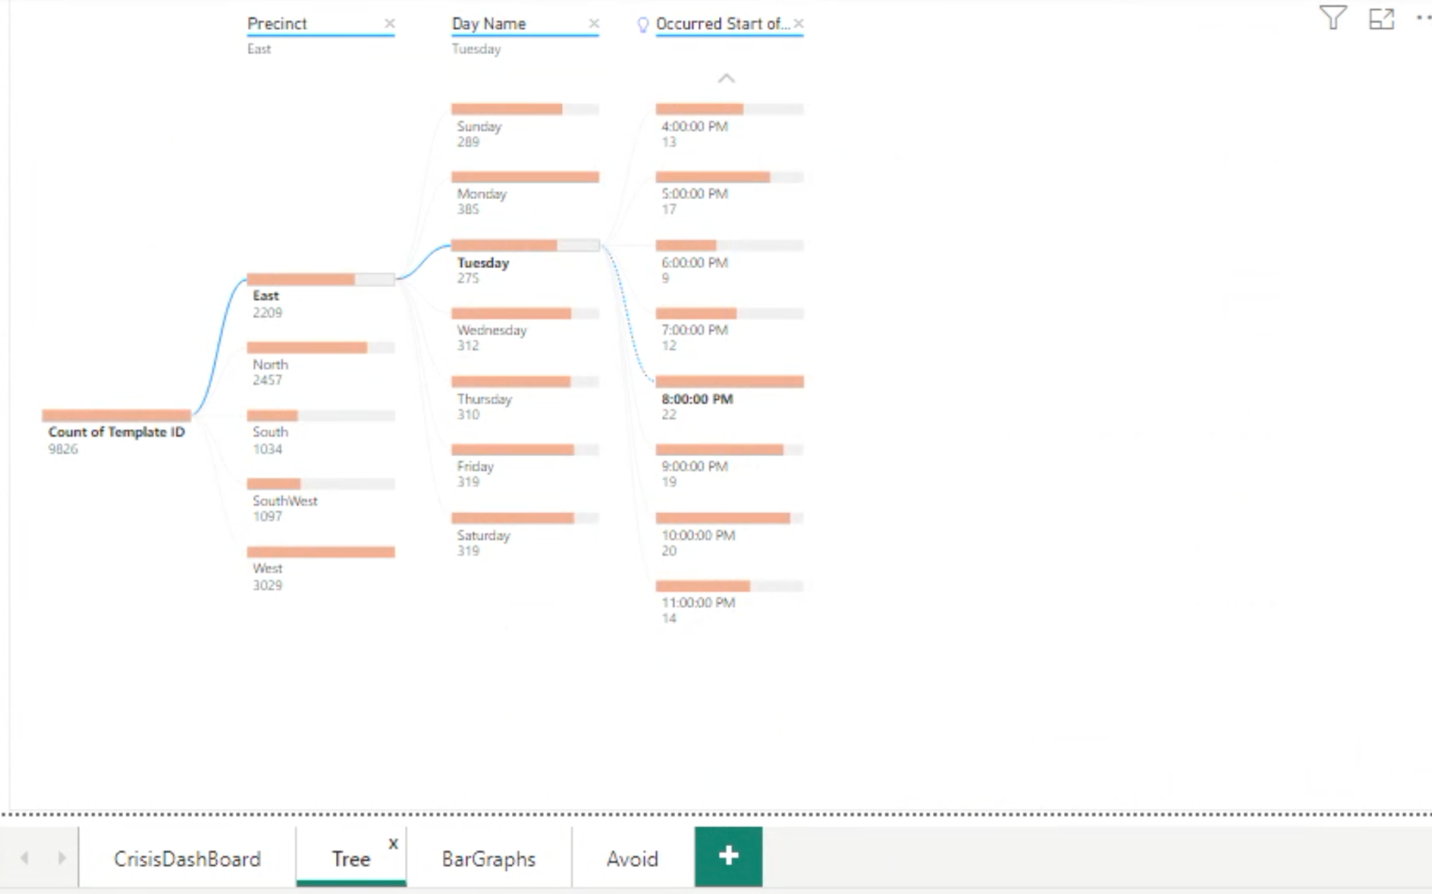 Precinct
East
Day Name
Tuesday
Occurred Start of...
Count of Template ID
9826
East
2209
North
2457
South
1034
SouthWest
1097
West
3029
Sunday
289
Monday
385
Tuesday
275
Wednesday
312
Thursday
310
Friday
319
Saturday
319
4:00:00 PM
13
5:00:00 PM
17
6:00:00 PM
9
7:00:00 PM
12
8:00:00 PM
22
9:00:00 PM
19
10:00:00 PM
20
11:00:00 PM
14
CrisisDashBoard
Tree
x
BarGraphs
Avoid
+